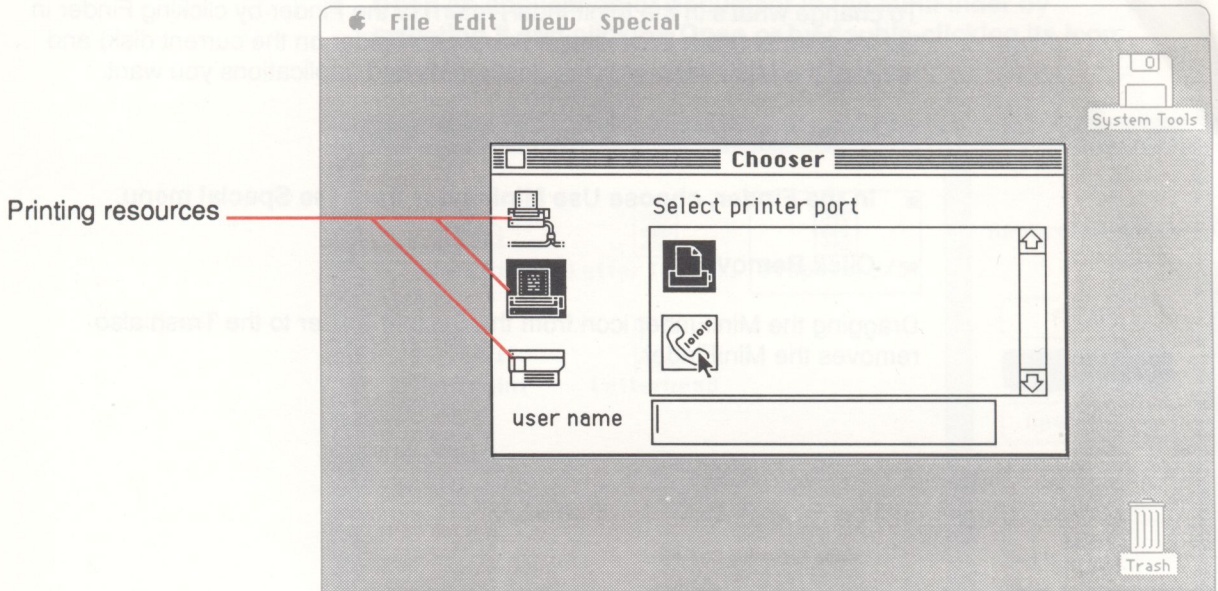 File Edit View Special
System Tools
Chooser
Printing resources
Select printer port
user name
Trash